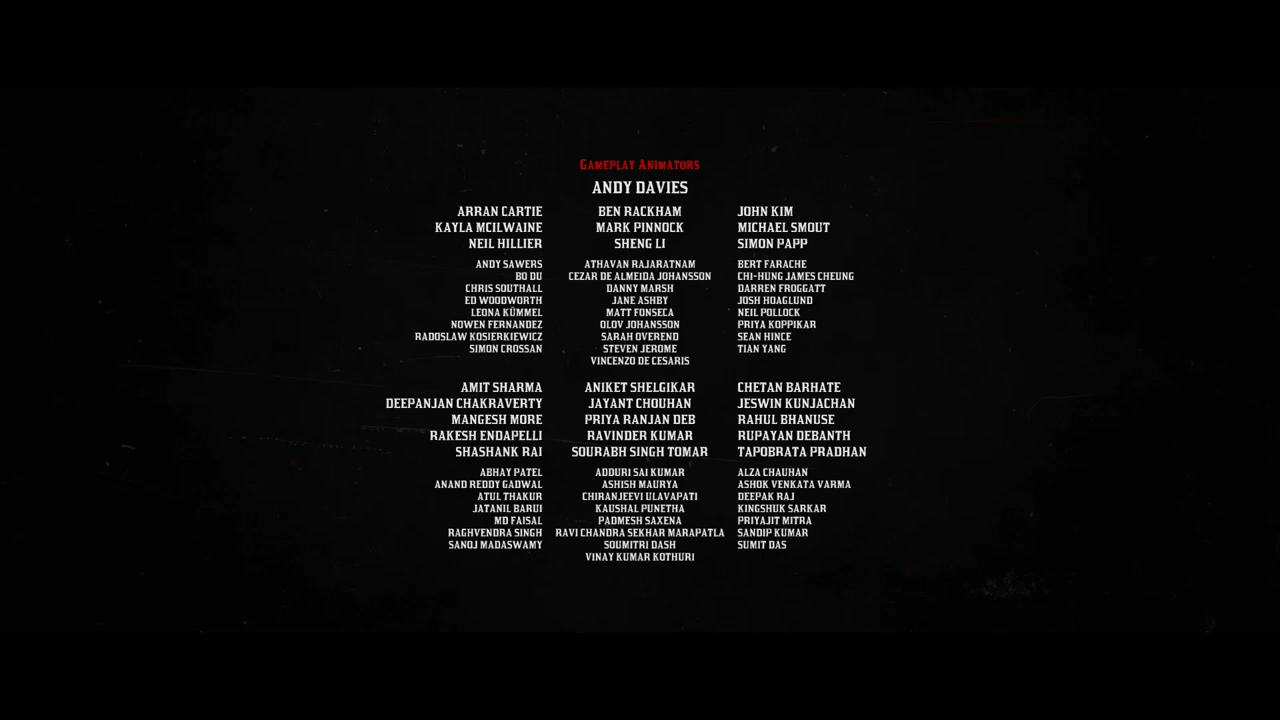 Gameplay Animators
ANDY DAVIES
ARRAN CARTIE BEN RACKHAM JOHN KIM
KAYLA MCILWAINE MARK PINNOCK MICHAEL SMOUT
NEIL HILLIER SHENG LI SIMON PAPP
ANDY SAWERS ATHAVAN RAJARATNAM BERT FARACHE
BO DU CEZAR DE ALMEIDA JOHANSSON CHI-HUNG JAMES CHEUNG
CHRIS SOUTHALL DANNY MARSH DARREN FROGGATT
ED WOODWORTH JANE ASHBY JOSH HOAGLUND
LEONA KÜMMEL MATT FONSECA NEIL POLLOCK
NOWEN FERNANDEZ OLOV JOHANSSON PRIYA KOPPIKAR
RADOSLAW KOSIERKIEWICZ SARAH OVEREND SEAN HINCE
SIMON CROSSAN STEVEN JEROME TIAN YANG
VINCENZO DE CESARIS
AMIT SHARMA ANIKET SHELGIKAR CHETAN BARHATE
DEEPANJAN CHAKRAVERTY JAYANT CHOUHAN JESWIN KUNJACHAN
MANGESH MORE PRIYA RANJAN DEB RAHUL BHANUSE
RAKESH ENDAPELLI RAVINDER KUMAR RUPAYAN DEBANTH
SHASHANK RAI SOURABH SINGH TOMAR TAPOBRATA PRADHAN
ABHAY PATEL ADDURI SAI KUMAR ALZA CHAUHAN
ANAND REDDY GADWAL ASHISH MAURYA ASHOK VENKATA VARMA
ATUL THAKUR CHIRANJEEVI ULAVAPATI DEEPAK RAJ
JATANIL BARUI KAUSHAL PUNETHA KINGSHUK SARKAR
MD FAISAL PADMESH SAXENA PRIYAJIT MITRA
RAGHVENDRA SINGH RAVI CHANDRA SEKHAR MARAPATLA SANDIP KUMAR
SANOJ MADASWAMY SOUMITRI DASH SUMIT DAS
VINAY KUMAR KOTHURI